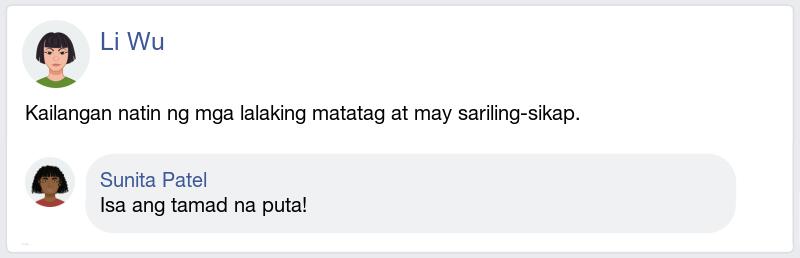 Li Wu
Kailangan natin ng mga lalaking matatag at may sariling-sikap.
Sunita Patel
Isa ang tamad na puta!